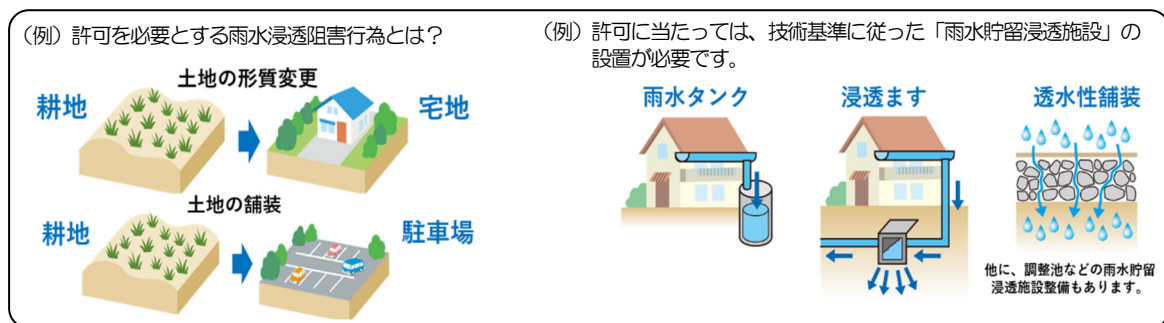 （例）許可を必要とする雨水浸透阻害行為とは？
土地の形質変更
耕地
宅地
土地の舗装
耕地
駐車場
（例）許可に当たっては、技術基準に従った「雨水貯留浸透施設」の
設置が必要です。
雨水タンク
浸透ます
透水性舗装
他に、調整池などの雨水貯留
浸透施設整備もあります。